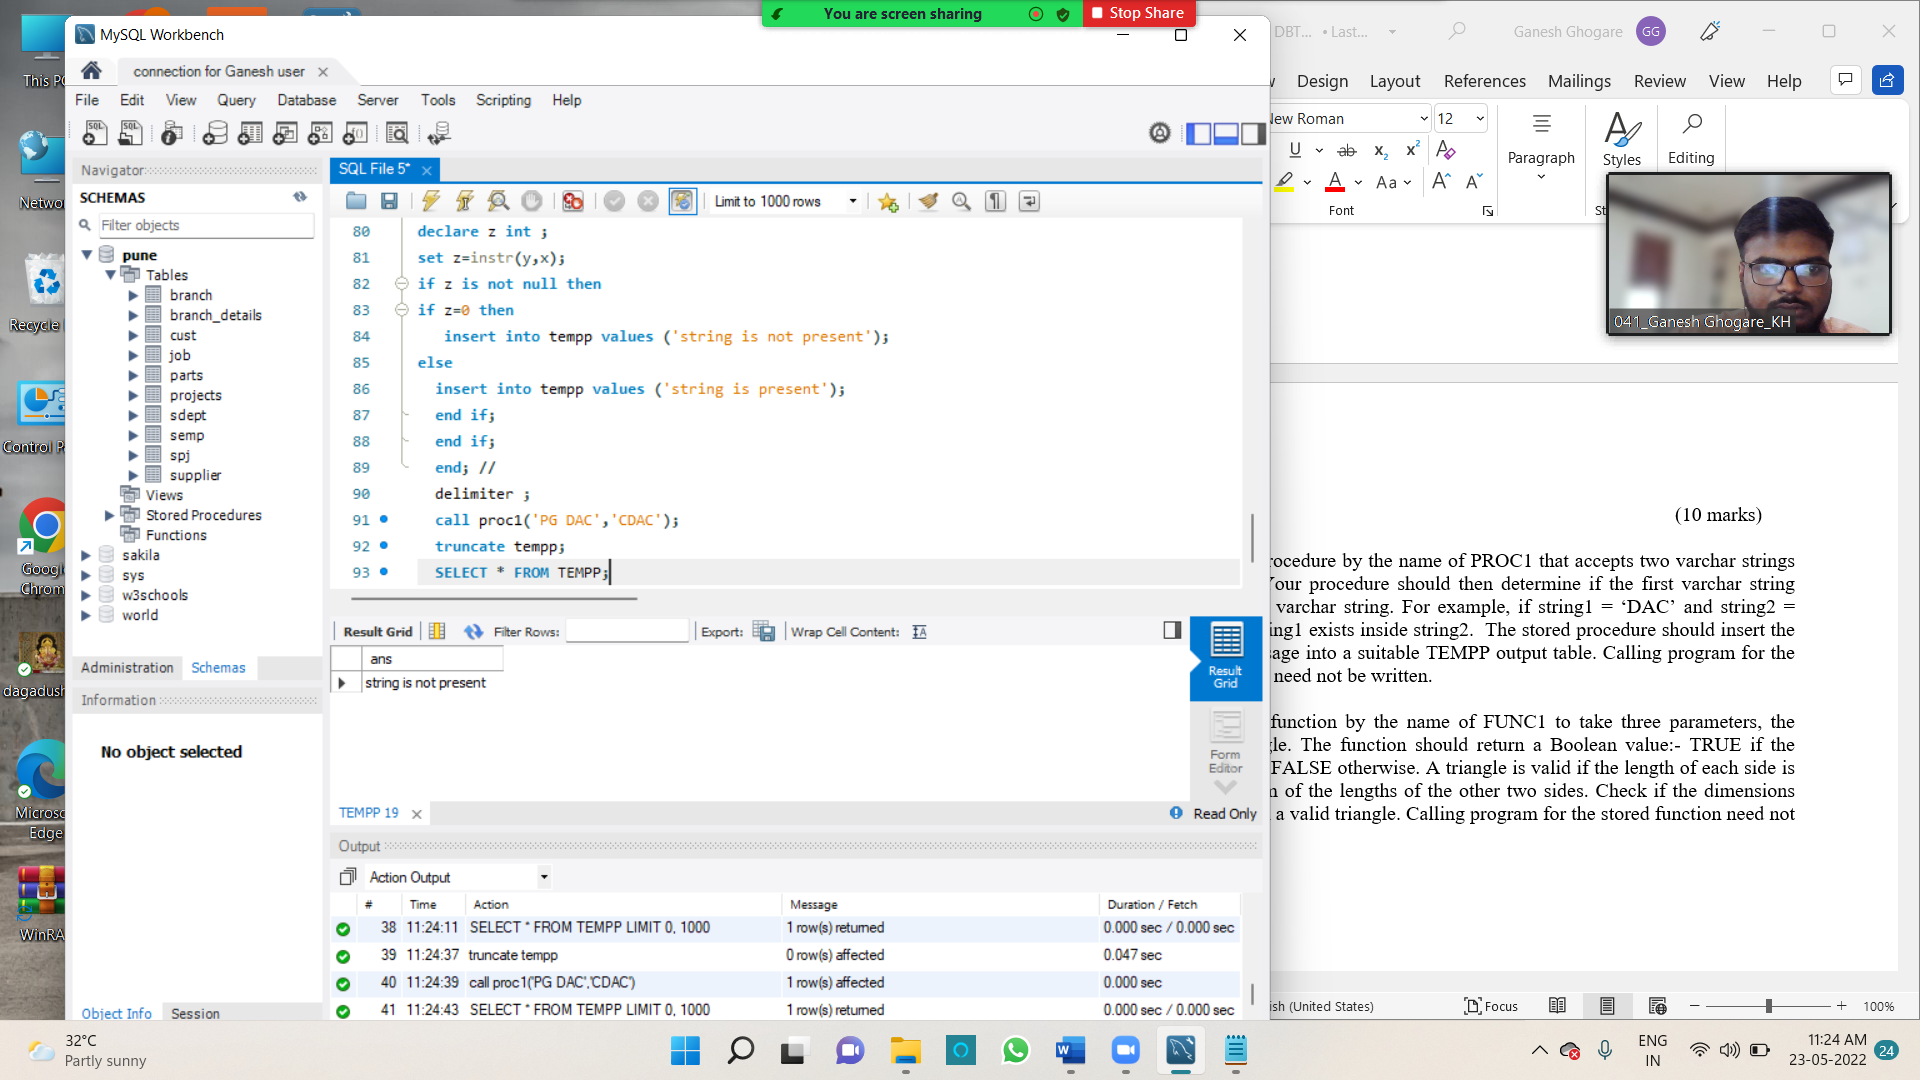 You are screen sharing
Stop Share
MySQL Workbench
connection for Ganesh user
File Edit View Query Database Server Tools Scripting Help
Navigator
SCHEMAS
Filter objects
pune
Tables
branch
branch_details
cust
job
parts
projects
sdept
semp
spj
supplier
Views
Stored Procedures
Functions
sakila
sys
w3schools
world
Administration Schemas
Information
No object selected
Object Info Session
SQL File 5*
Limit to 1000 rows
80 declare z int ;
81 set z=instr(y,x);
82 if z is not null then
83 if z=0 then
84 insert into tempp values ('string is not present');
85 else
86 insert into tempp values ('string is present');
87 end if;
88 end if;
89 end; //
90 delimiter ;
91 call proc1('PG DAC','CDAC');
92 truncate tempp;
93 SELECT * FROM TEMPP;
Result Grid Filter Rows: Export: Wrap Cell Content:
ans
string is not present
Result Grid
Form Editor
TEMPP 19
Read Only
Output
Action Output
# Time Action Message Duration / Fetch
38 11:24:11 SELECT * FROM TEMPP LIMIT 0, 1000 1 row(s) returned 0.000 sec / 0.000 sec
39 11:24:37 truncate tempp 0 row(s) affected 0.047 sec
40 11:24:39 call proc1('PG DAC','CDAC') 1 row(s) affected 0.000 sec
41 11:24:43 SELECT * FROM TEMPP LIMIT 0, 1000 1 row(s) returned 0.000 sec / 0.000 sec
DBT... • Last... Ganesh Ghogare GG
Design Layout References Mailings Review View Help
New Roman 12
Paragraph Styles Editing
Font
041_Ganesh Ghogare_KH
(10 marks)
rocedure by the name of PROC1 that accepts two varchar strings
Your procedure should then determine if the first varchar string
varchar string. For example, if string1 = ‘DAC’ and string2 =
ing1 exists inside string2. The stored procedure should insert the
sage into a suitable TEMPP output table. Calling program for the
need not be written.
function by the name of FUNC1 to take three parameters, the
gle. The function should return a Boolean value:- TRUE if the
FALSE otherwise. A triangle is valid if the length of each side is
n of the lengths of the other two sides. Check if the dimensions
a valid triangle. Calling program for the stored function need not
ish (United States) Focus 100%
This PC
Netwo
Recycle
Control P
Googl
Chrom
dagadush
Micros
Edge
WinRA
32°C
Partly sunny
ENG
IN
11:24 AM
23-05-2022
24